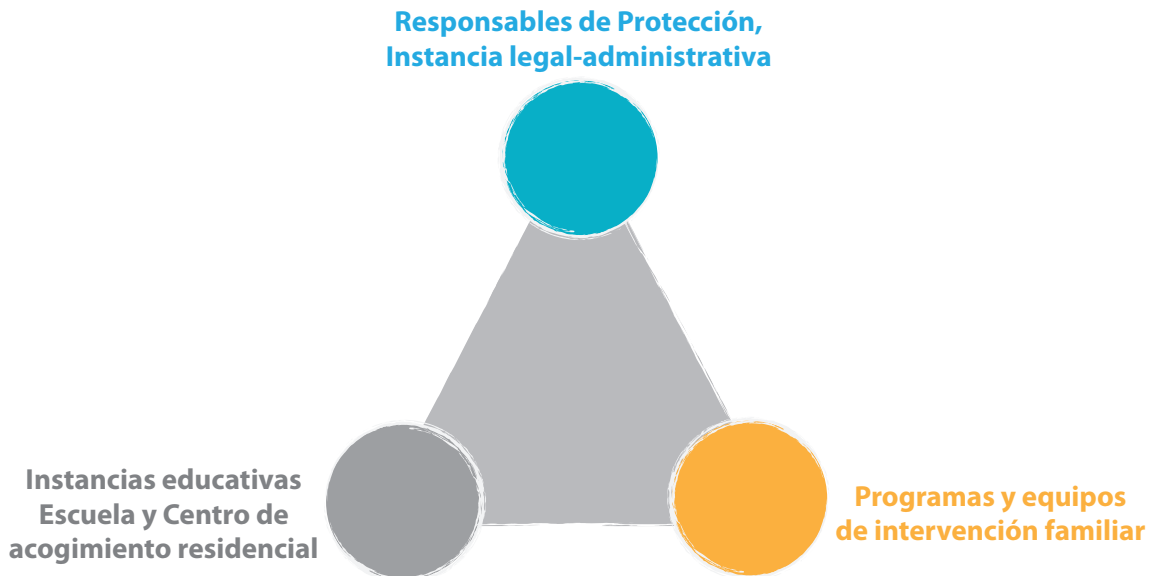 Responsables de Protección,
Instancia legal-administrativa
Instancias educativas
Escuela y Centro de
acogimiento residencial
Programas y equipos
de intervención familiar